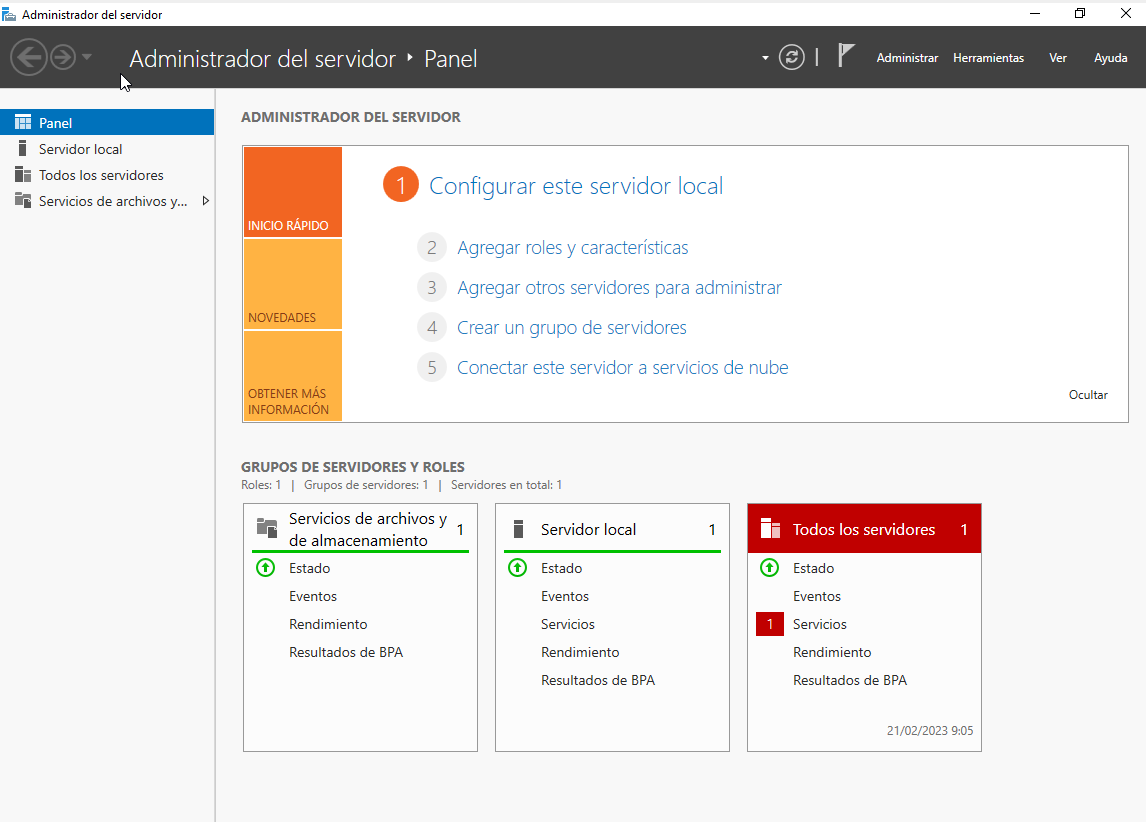 Administrador del servidor
Administrador del servidor ‣ Panel
Administrar Herramientas Ver Ayuda
Panel
Servidor local
Todos los servidores
Servicios de archivos y...
ADMINISTRADOR DEL SERVIDOR
INICIO RÁPIDO
NOVEDADES
OBTENER MÁS
INFORMACIÓN
1 Configurar este servidor local
2 Agregar roles y características
3 Agregar otros servidores para administrar
4 Crear un grupo de servidores
5 Conectar este servidor a servicios de nube
Ocultar
GRUPOS DE SERVIDORES Y ROLES
Roles: 1 | Grupos de servidores: 1 | Servidores en total: 1
Servicios de archivos y
de almacenamiento 1
Estado
Eventos
Rendimiento
Resultados de BPA
Servidor local 1
Estado
Eventos
Servicios
Rendimiento
Resultados de BPA
Todos los servidores 1
Estado
Eventos
1 Servicios
Rendimiento
Resultados de BPA
21/02/2023 9:05